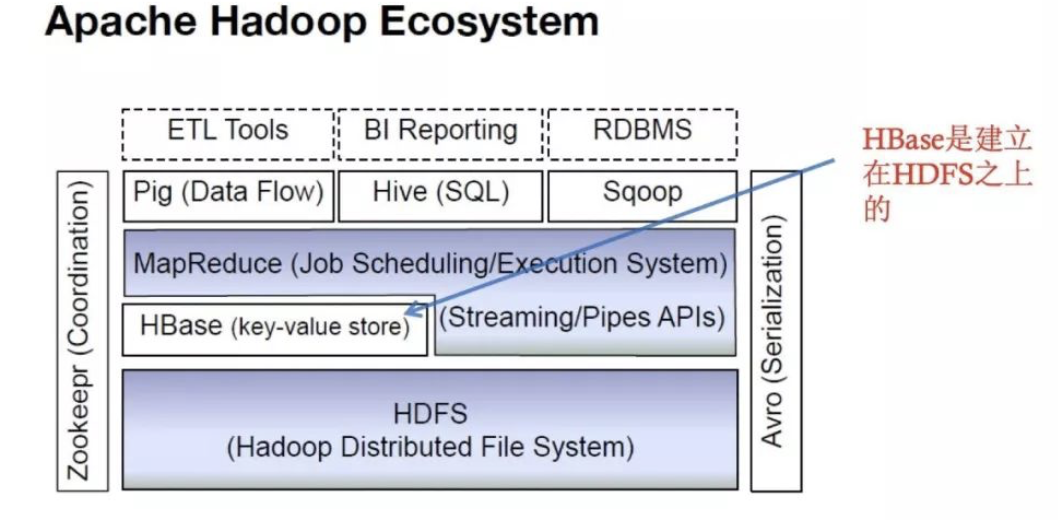 Apache Hadoop Ecosystem
ETL Tools
BI Reporting
RDBMS
HBase是建立
在HDFS之上
的
Zookeepr (Coordination)
Pig (Data Flow)
Hive (SQL)
Sqoop
Avro (Serialization)
MapReduce (Job Scheduling/Execution System)
HBase (key-value store)
(Streaming/Pipes APIs)
HDFS
(Hadoop Distributed File System)